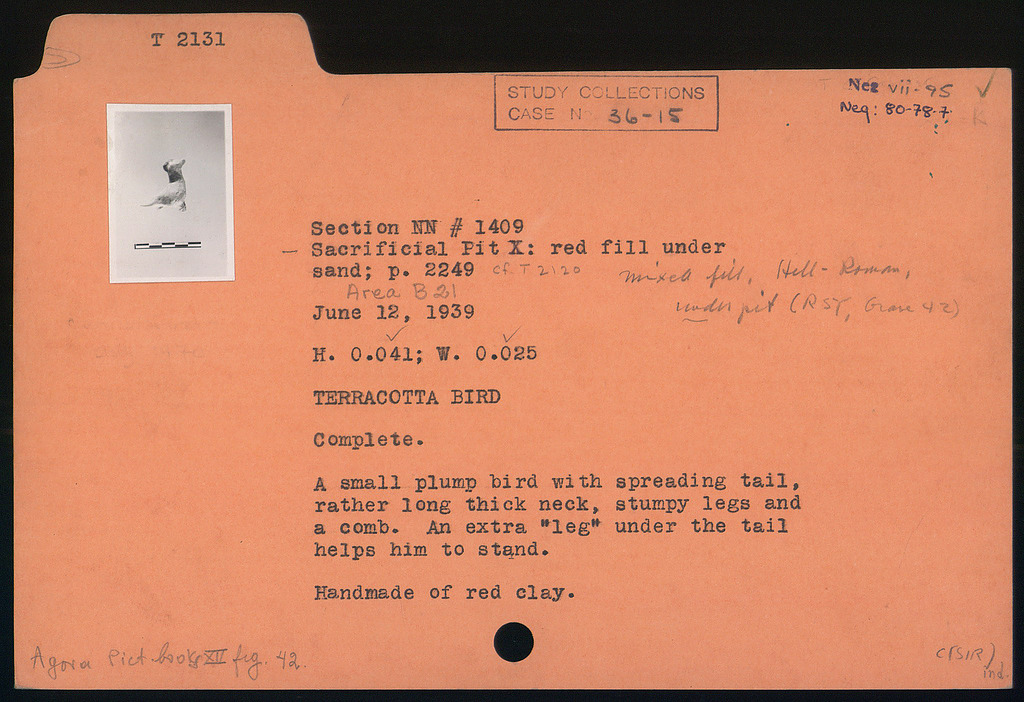 T 2131
STUDY COLLECTIONS
CASE No 36-15
Neg vii-95
Neg: 80-78-7
Section NN # 1409
Sacrificial Pit X: red fill under
sand; p. 2249 cf. T 2120
mixed fill, Hell-Roman,
Area B 21
under pit (RSY, Grave 42)
June 12, 1939
H. 0.041; W. 0.025
TERRACOTTA BIRD
Complete.
A small plump bird with spreading tail,
rather long thick neck, stumpy legs and
a comb. An extra "leg" under the tail
helps him to stand.
Handmade of red clay.
Agora Pict. book XII fig. 42.
ind.